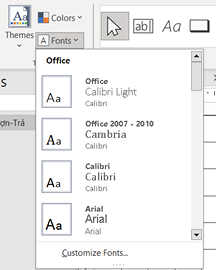 Aa
Colors
Themes
A Fonts
ab|
Aa
Office
S
ợn-Trả
Aa
Office
Calibri Light
Calibri
Aa
Office 2007 - 2010
Cambria
Calibri
Aa
Calibri
Calibri
Calibri
Aa
Arial
Arial
Arial
Customize Fonts...